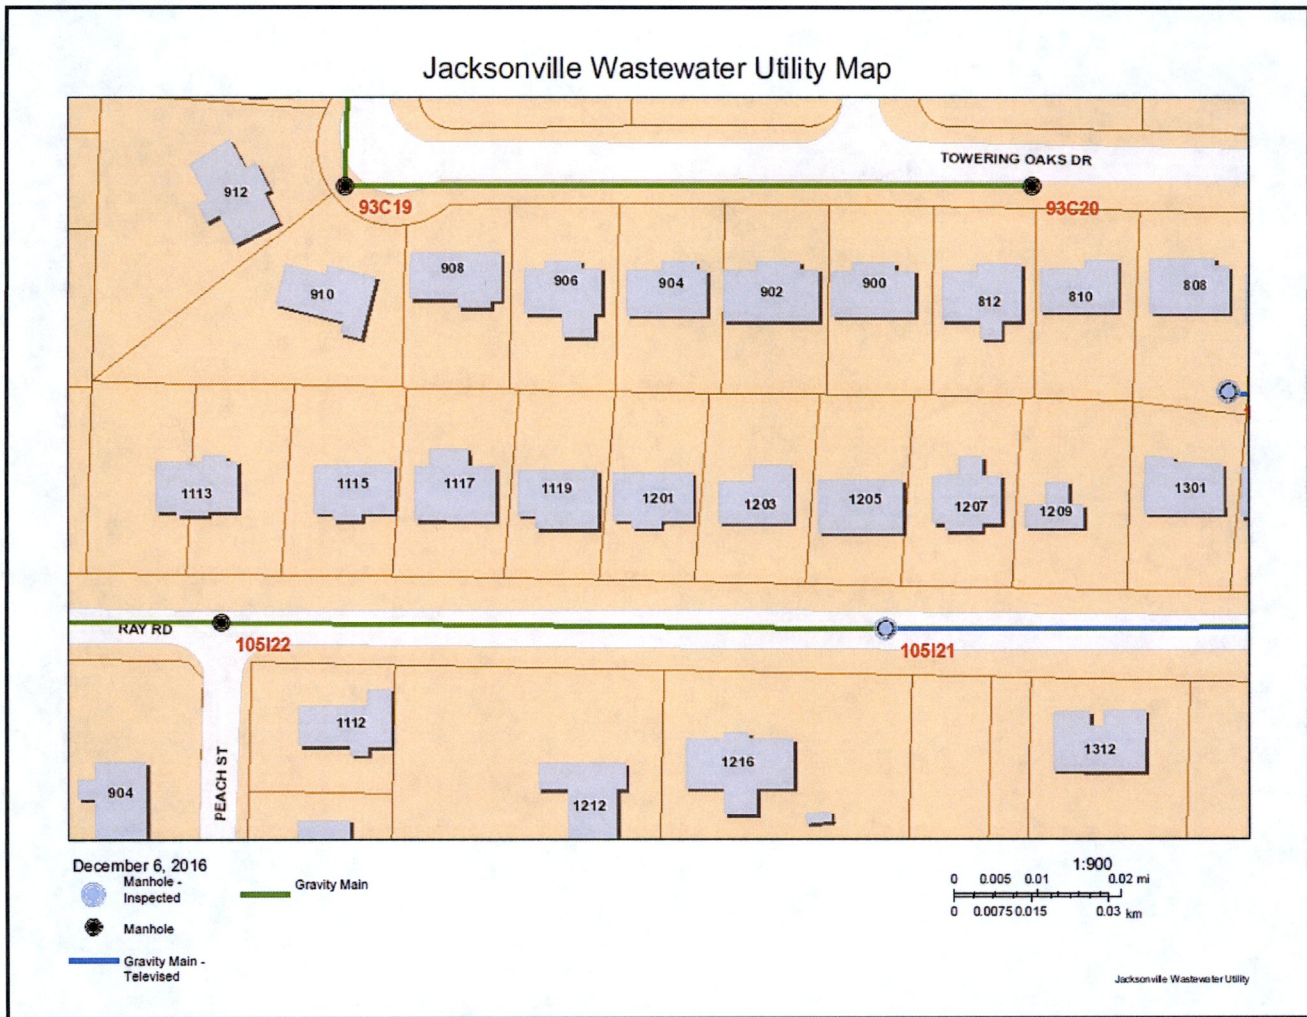 Jacksonville Wastewater Utility Map
TOWERING OAKS DR
93C19
93C20
912
910
908
906
904
902
900
812
810
808
1113
1115
1117
1119
1201
1203
1205
1207
1209
1301
RAY RD
105I22
105I21
1112
1212
1216
1312
904
PEACH ST
December 6, 2016
Manhole -
Inspected
Manhole
Gravity Main -
Televised
Gravity Main
1:900
0 0.005 0.01 0.02 mi
0 0.0075 0.015 0.03 km
Jacksonville Wastewater Utility